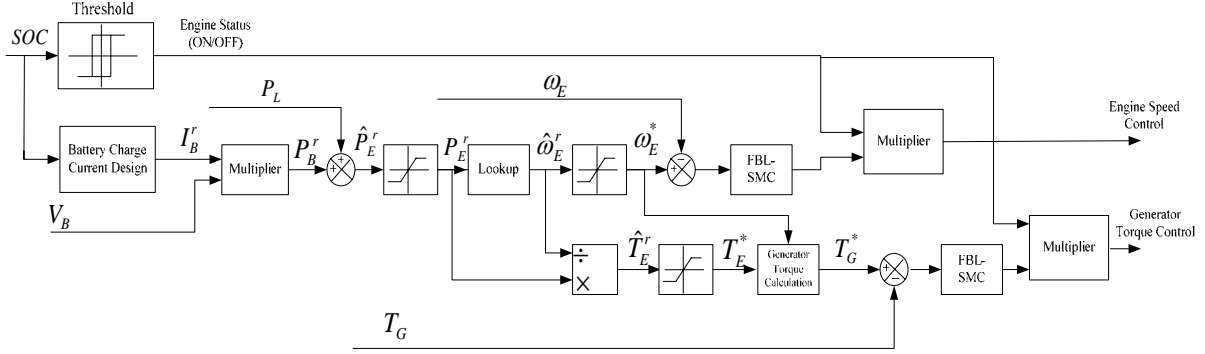 Threshold
SOC
Engine Status
(ON/OFF)
P_L
ω_E
Battery Charge
Current Design
I_B^r
Multiplier
P_B^r
+
+
P̂_E^r
P_E^r
Lookup
ω̂_E^r
ω_E^*
−
+
FBL-
SMC
Multiplier
Engine Speed
Control
V_B
÷
×
T̂_E^r
T_E^*
Generator
Torque
Calculation
T_G^*
+
−
FBL-
SMC
Multiplier
Generator
Torque Control
T_G